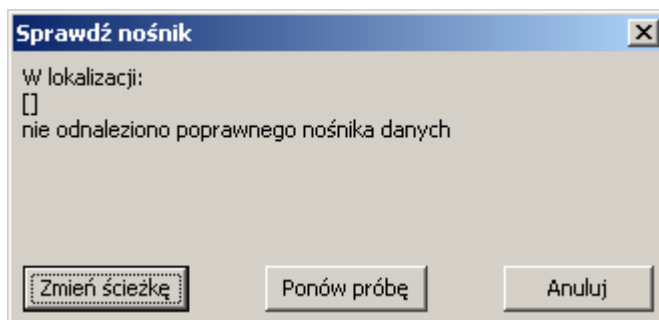 Sprawdź nośnik
W lokalizacji:
[]
nie odnaleziono poprawnego nośnika danych
Zmień ścieżkę
Ponów próbę
Anuluj